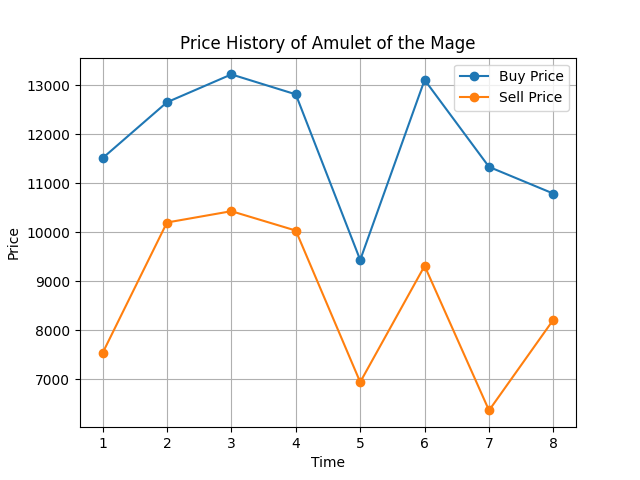 Price History of Amulet of the Mage
Buy Price
Sell Price
13000
12000
11000
10000
9000
8000
7000
Price
1 2 3 4 5 6 7 8
Time